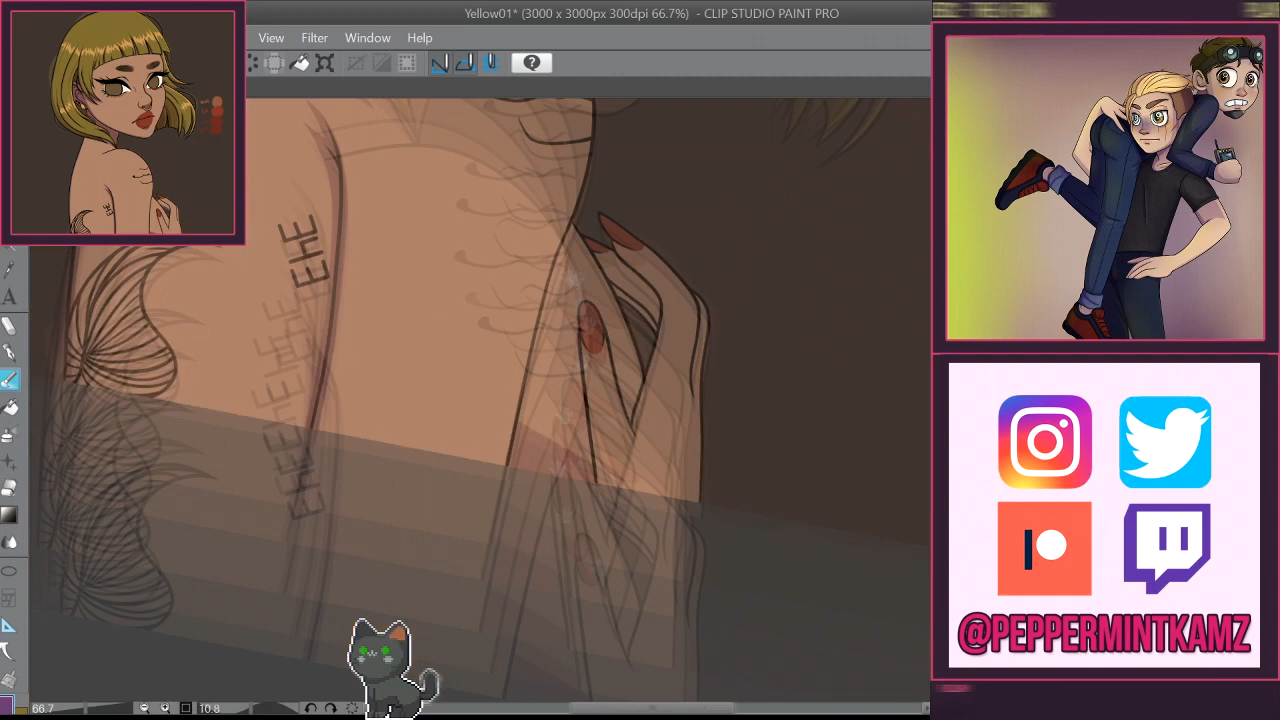 Yellow01* (3000 x 3000px 300dpi 66.7%) - CLIP STUDIO PAINT PRO
View Filter Window Help
EHE
66.7
10.8
@PEPPERMINTKAMZ